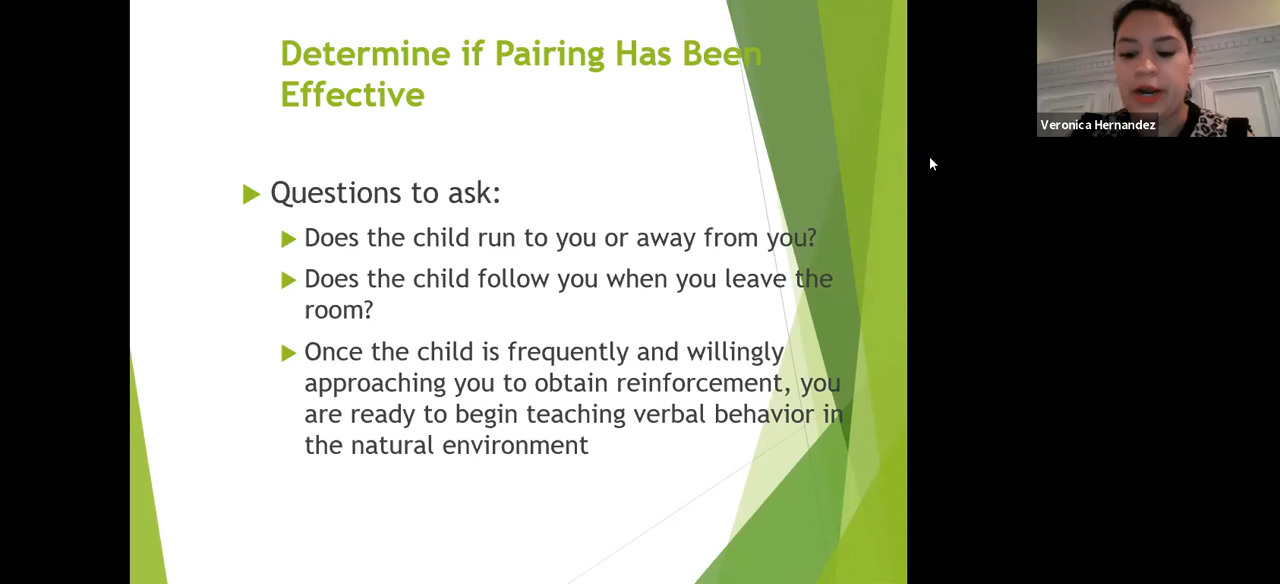 Determine if Pairing Has Been
Effective
Questions to ask:
Does the child run to you or away from you?
Does the child follow you when you leave the
room?
Once the child is frequently and willingly
approaching you to obtain reinforcement, you
are ready to begin teaching verbal behavior in
the natural environment
Veronica Hernandez